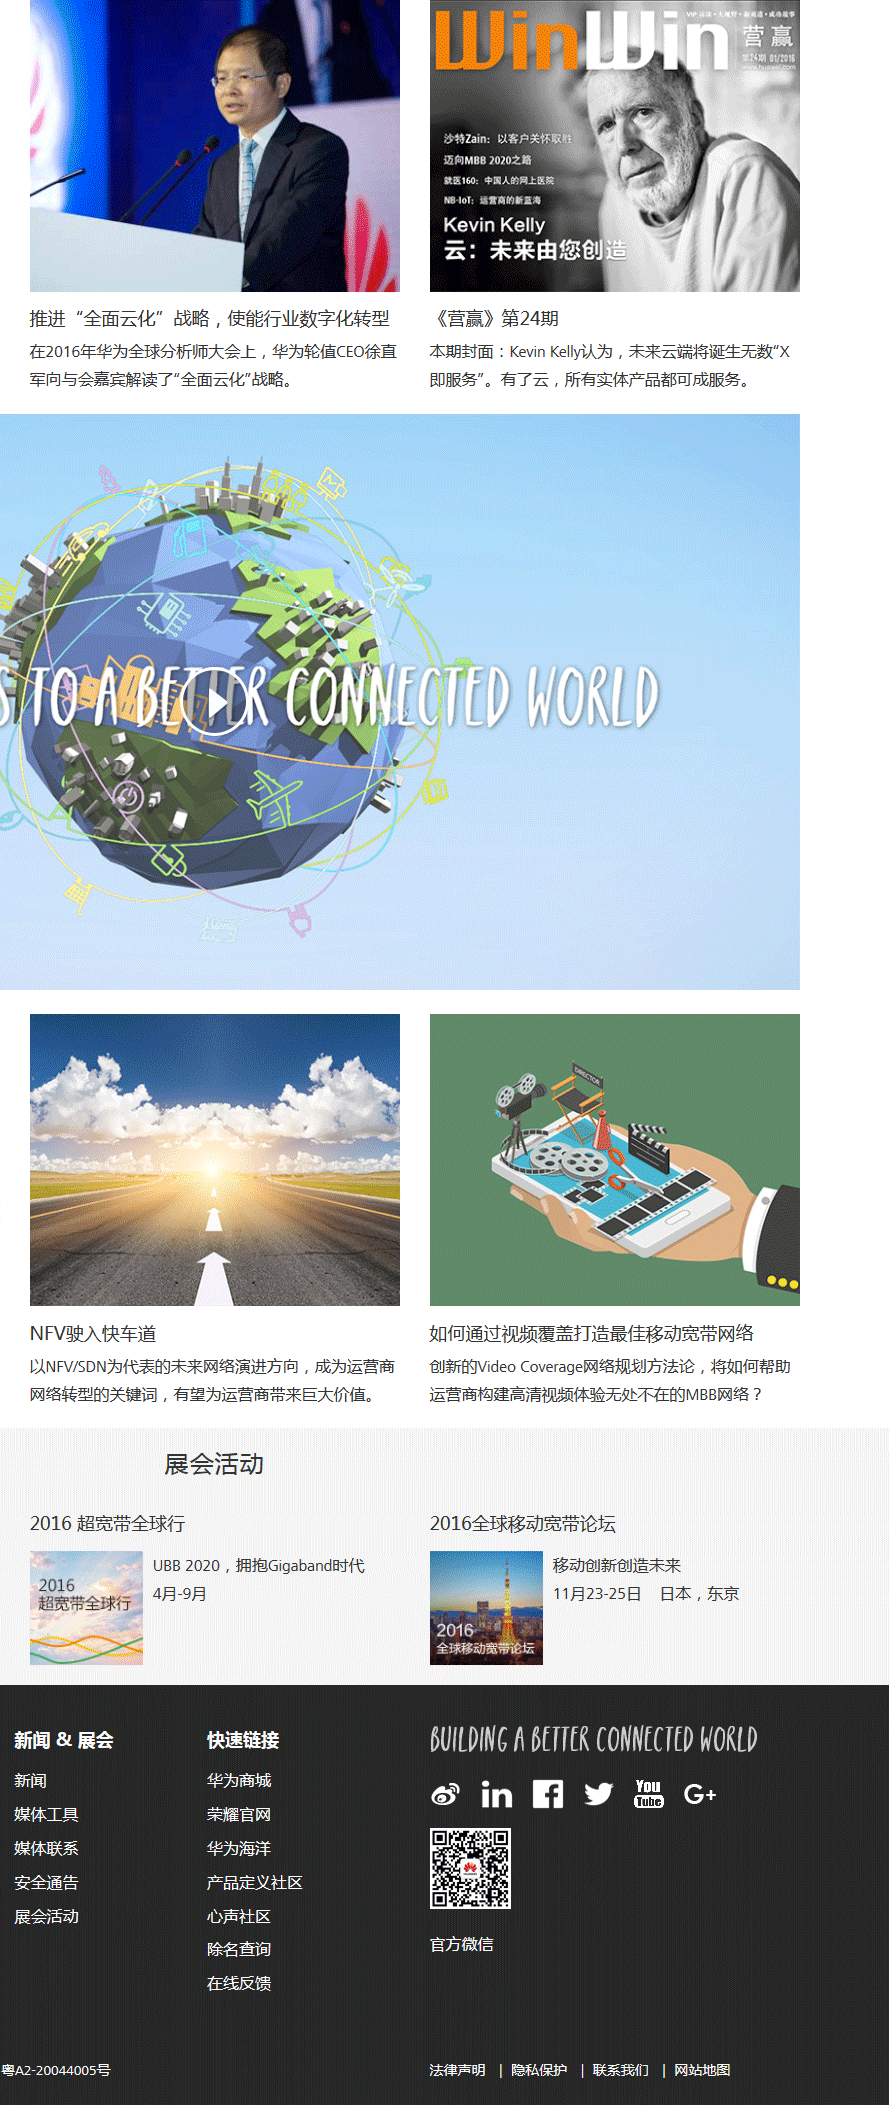 WinWin
VIP访谈·大视野·新商道·成功故事
营赢
第24期 01/2016
www.huawei.com
沙特Zain：以客户关怀取胜
迈向MBB 2020之路
就医160：中国人的网上医院
NB-IoT：运营商的新蓝海
Kevin Kelly
云：未来由您创造
推进“全面云化”战略，使能行业数字化转型
在2016年华为全球分析师大会上，华为轮值CEO徐直
军向与会嘉宾解读了“全面云化”战略。
《营赢》第24期
本期封面：Kevin Kelly认为，未来云端将诞生无数“X
即服务”。有了云，所有实体产品都可成服务。
S TO A BETTER CONNECTED WORLD
DIRECTOR
NFV驶入快车道
以NFV/SDN为代表的未来网络演进方向，成为运营商
网络转型的关键词，有望为运营商带来巨大价值。
如何通过视频覆盖打造最佳移动宽带网络
创新的Video Coverage网络规划方法论，将如何帮助
运营商构建高清视频体验无处不在的MBB网络？
展会活动
2016 超宽带全球行
2016
超宽带全球行
UBB 2020，拥抱Gigaband时代
4月-9月
2016全球移动宽带论坛
2016
全球移动宽带论坛
移动创新创造未来
11月23-25日 日本，东京
新闻 & 展会
新闻
媒体工具
媒体联系
安全通告
展会活动
快速链接
华为商城
荣耀官网
华为海洋
产品定义社区
心声社区
除名查询
在线反馈
BUILDING A BETTER CONNECTED WORLD
in
You
Tube
G+
官方微信
粤A2-20044005号
法律声明 | 隐私保护 | 联系我们 | 网站地图